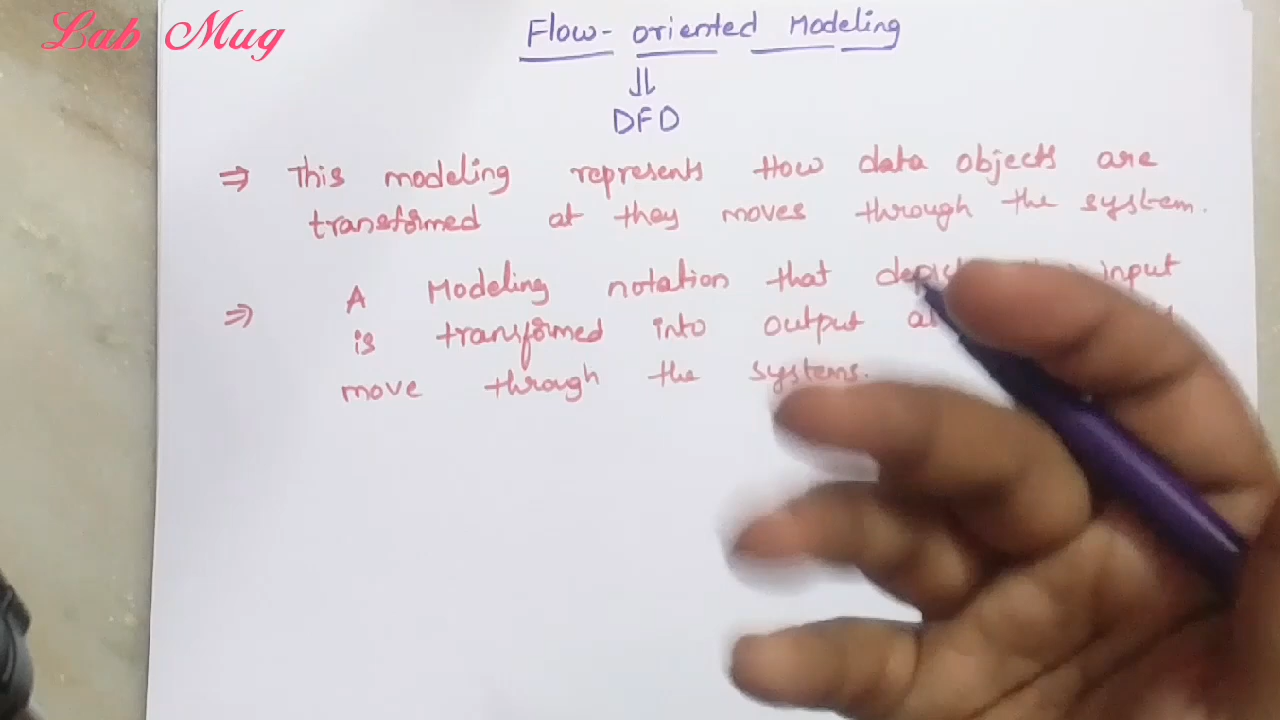 Lab Mug
Flow-oriented Modeling
DFD
⇒ This modeling represents How data objects are
transformed at they moves through the system.
⇒ A Modeling notation that input
is transformed into output
move through the systems.